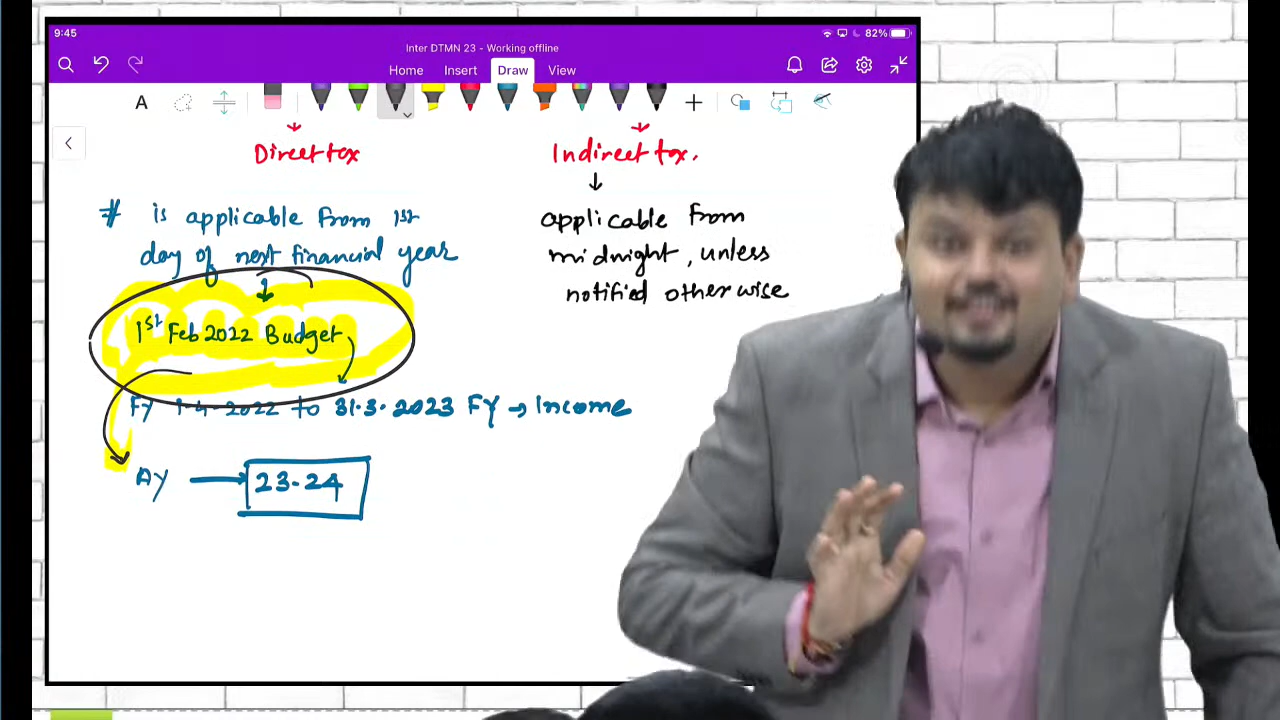 9:45
82%
Inter DTMN 23 - Working offline
Home Insert Draw View
A
Direct tax
Indirect tax.
# is applicable from 1st
day of next financial year
applicable from
midnight, unless
notified otherwise
1st Feb 2022 Budget
FY 1-4-2022 to 31.3.2023 FY → Income
AY → 23-24